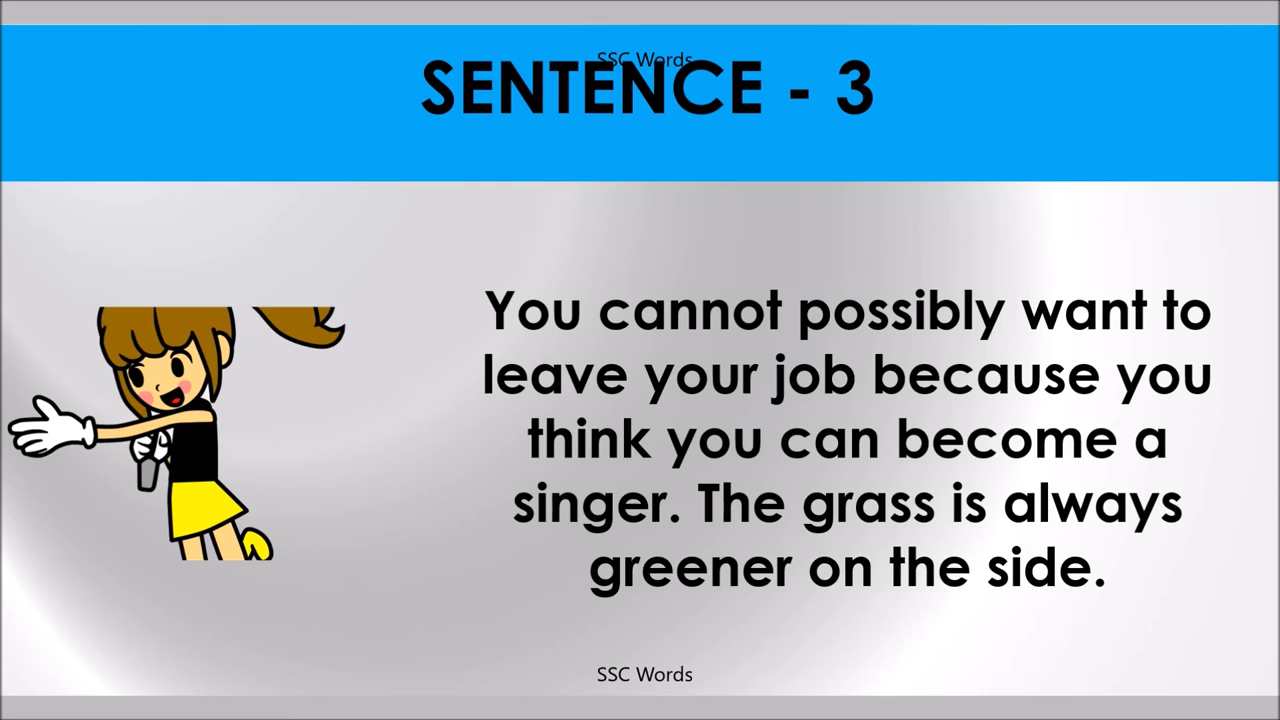 SSC Words
SENTENCE - 3
You cannot possibly want to
leave your job because you
think you can become a
singer. The grass is always
greener on the side.
SSC Words